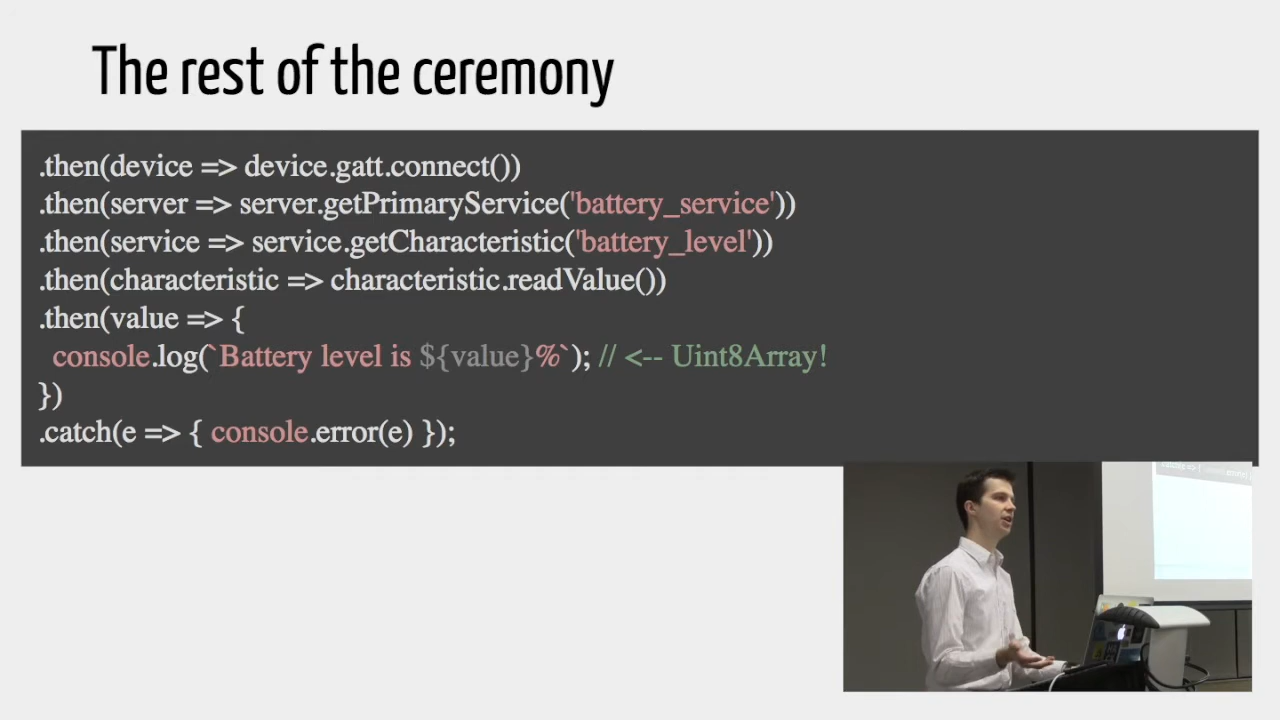 The rest of the ceremony
.then(device => device.gatt.connect())
.then(server => server.getPrimaryService('battery_service'))
.then(service => service.getCharacteristic('battery_level'))
.then(characteristic => characteristic.readValue())
.then(value => {
console.log(`Battery level is ${value}%`); // <-- Uint8Array!
})
.catch(e => { console.error(e) });